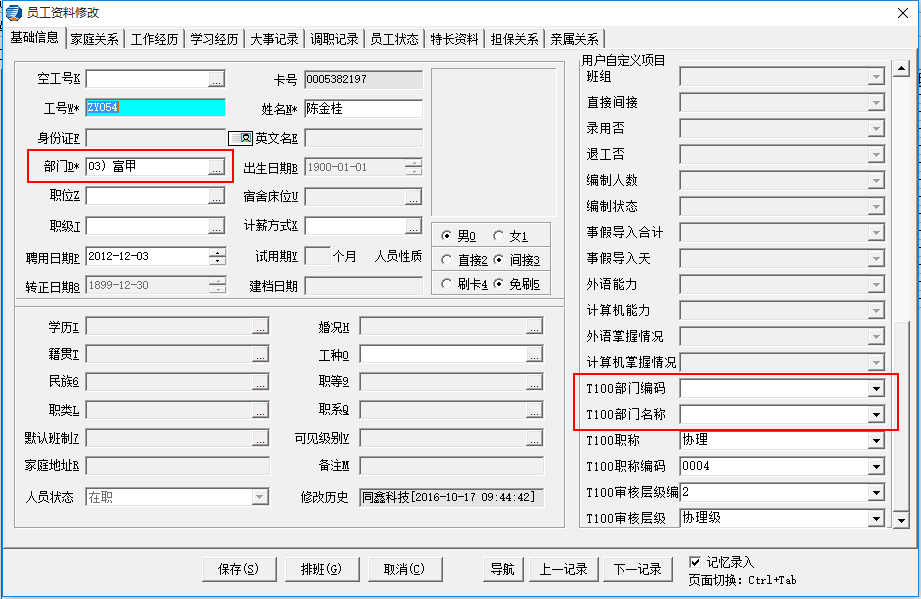 员工资料修改
基础信息 家庭关系 工作经历 学习经历 大事记录 调职记录 员工状态 特长资料 担保关系 亲属关系
空工号K ... 卡号 0005382197
工号W* ZY054 姓名N* 陈金桂
身份证F 英文名E
部门D* 03) 富甲 ... 出生日期B 1900-01-01
职位Z ... 宿舍床位U ...
职级I ... 计薪方式X ...
聘用日期P 2012-12-03 试用期Y 个月 人员性质
转正日期8 1899-12-30 建档日期
男0 女1
直接2 间接3
刷卡4 免刷5
学历T ... 婚况H ...
籍贯T ... 工种O ...
民族6 ... 职等9 ...
职类L ... 职系Q ...
默认班制7 ... 可见级别V ...
家庭地址R 备注M
人员状态 在职 修改历史 同鑫科技[2016-10-17 09:44:42]
用户自定义项目
班组
直接间接
录用否
退工否
编制人数
编制状态
事假导入合计
事假导入天
外语能力
计算机能力
外语掌握情况
计算机掌握情况
T100部门编码
T100部门名称
T100职称 协理
T100职称编码 0004
T100审核层级编 2
T100审核层级 协理级
保存(S) 排班(G) 取消(C) 导航 上一记录 下一记录 记忆录入
页面切换: Ctrl+Tab